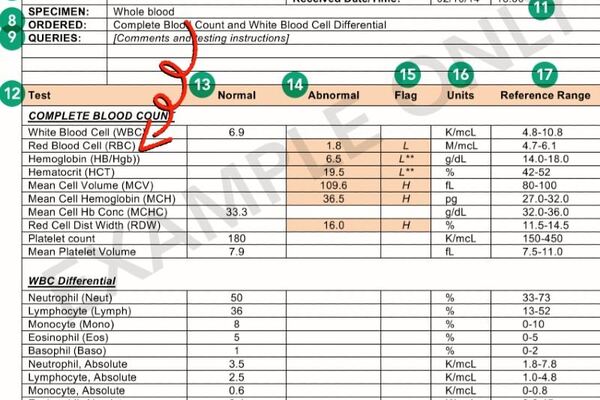 11
SPECIMEN: Whole blood
8 ORDERED: Complete Blood Count and White Blood Cell Differential
9 QUERIES: [Comments and testing instructions]
EXAMPLE ONLY
12 Test 13 Normal 14 Abnormal 15 Flag 16 Units 17 Reference Range
COMPLETE BLOOD COUNT
White Blood Cell (WBC) 6.9 K/mcL 4.8-10.8
Red Blood Cell (RBC) 1.8 L M/mcL 4.7-6.1
Hemoglobin (HB/Hgb)) 6.5 L** g/dL 14.0-18.0
Hematocrit (HCT) 19.5 L** % 42-52
Mean Cell Volume (MCV) 109.6 H fL 80-100
Mean Cell Hemoglobin (MCH) 36.5 H pg 27.0-32.0
Mean Cell Hb Conc (MCHC) 33.3 g/dL 32.0-36.0
Red Cell Dist Width (RDW) 16.0 H % 11.5-14.5
Platelet count 180 K/mcL 150-450
Mean Platelet Volume 7.9 fL 7.5-11.0
WBC Differential
Neutrophil (Neut) 50 % 33-73
Lymphocyte (Lymph) 36 % 13-52
Monocyte (Mono) 8 % 0-10
Eosinophil (Eos) 5 % 0-5
Basophil (Baso) 1 % 0-2
Neutrophil, Absolute 3.5 K/mcL 1.8-7.8
Lymphocyte, Absolute 2.5 K/mcL 1.0-4.8
Monocyte, Absolute 0.6 K/mcL 0-0.8